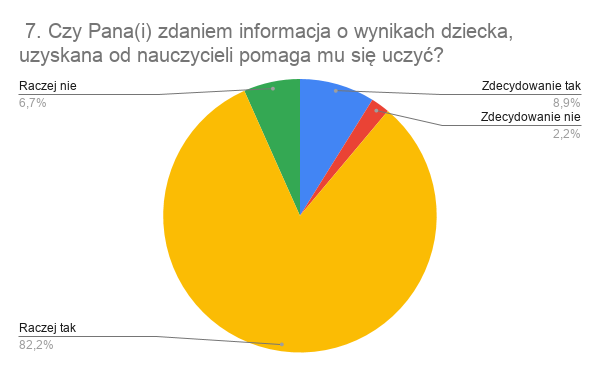 7. Czy Pana(i) zdaniem informacja o wynikach dziecka,
uzyskana od nauczycieli pomaga mu się uczyć?
Raczej nie
6,7%
Zdecydowanie tak
8,9%
Zdecydowanie nie
2,2%
Raczej tak
82,2%